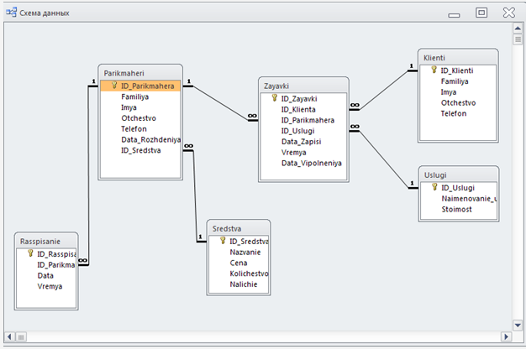 Схема данных
Parikmaheri
ID_Parikmahera
Familiya
Imya
Otchestvo
Telefon
Data_Rozhdeniya
ID_Sredstva
Zayavki
ID_Zayavki
ID_Klienta
ID_Parikmahera
ID_Uslugi
Data_Zapisi
Vremya
Data_Vipolneniya
Klienti
ID_Klienti
Familiya
Imya
Otchestvo
Telefon
Uslugi
ID_Uslugi
Naimenovanie_u
Stoimost
Sredstva
ID_Sredstva
Nazvanie
Cena
Kolichestvo
Nalichie
Rasspisanie
ID_Rasspisa
ID_Parikma
Data
Vremya
1
∞
1
∞
1
∞
1
∞
1
∞